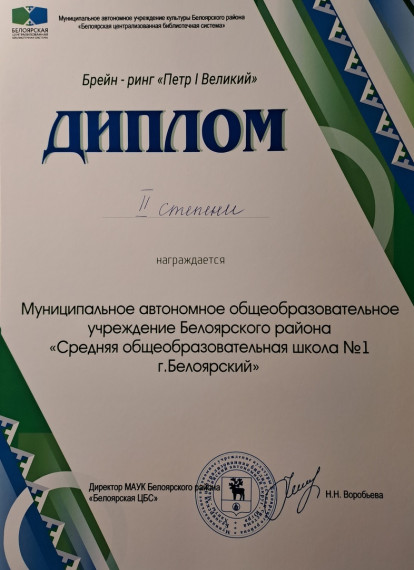 Муниципальное автономное учреждение культуры Белоярского района
«Белоярская централизованная библиотечная система»
БЕЛОЯРСКАЯ
Брейн - ринг «Петр I Великий»
ДИПЛОМ
II степени
награждается
Муниципальное автономное общеобразовательное
учреждение Белоярского района
«Средняя общеобразовательная школа №1
г.Белоярский»
Директор МАУК Белоярского района
«Белоярская ЦБС»
Н.Н. Воробьева